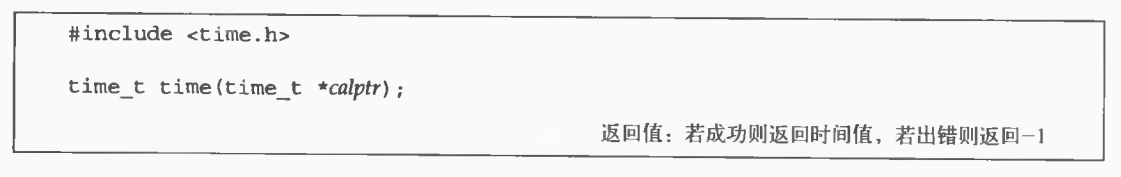 #include <time.h>
time_t time(time_t *calptr);
返回值：若成功则返回时间值，若出错则返回-1